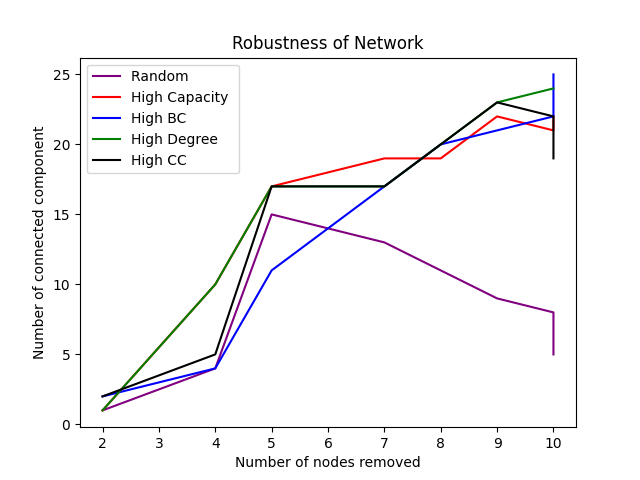 Robustness of Network
Random
High Capacity
High BC
High Degree
High CC
Number of connected component
25
20
15
10
5
0
2 3 4 5 6 7 8 9 10
Number of nodes removed